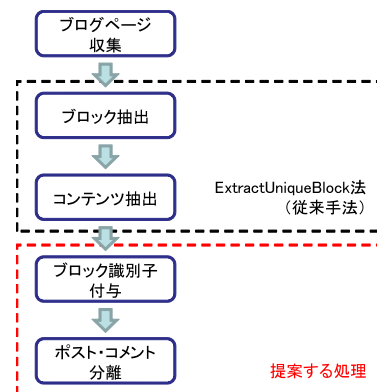 ブログページ
収集
ブロック抽出
コンテンツ抽出
ExtractUniqueBlock法
（従来手法）
ブロック識別子
付与
ポスト・コメント
分離
提案する処理